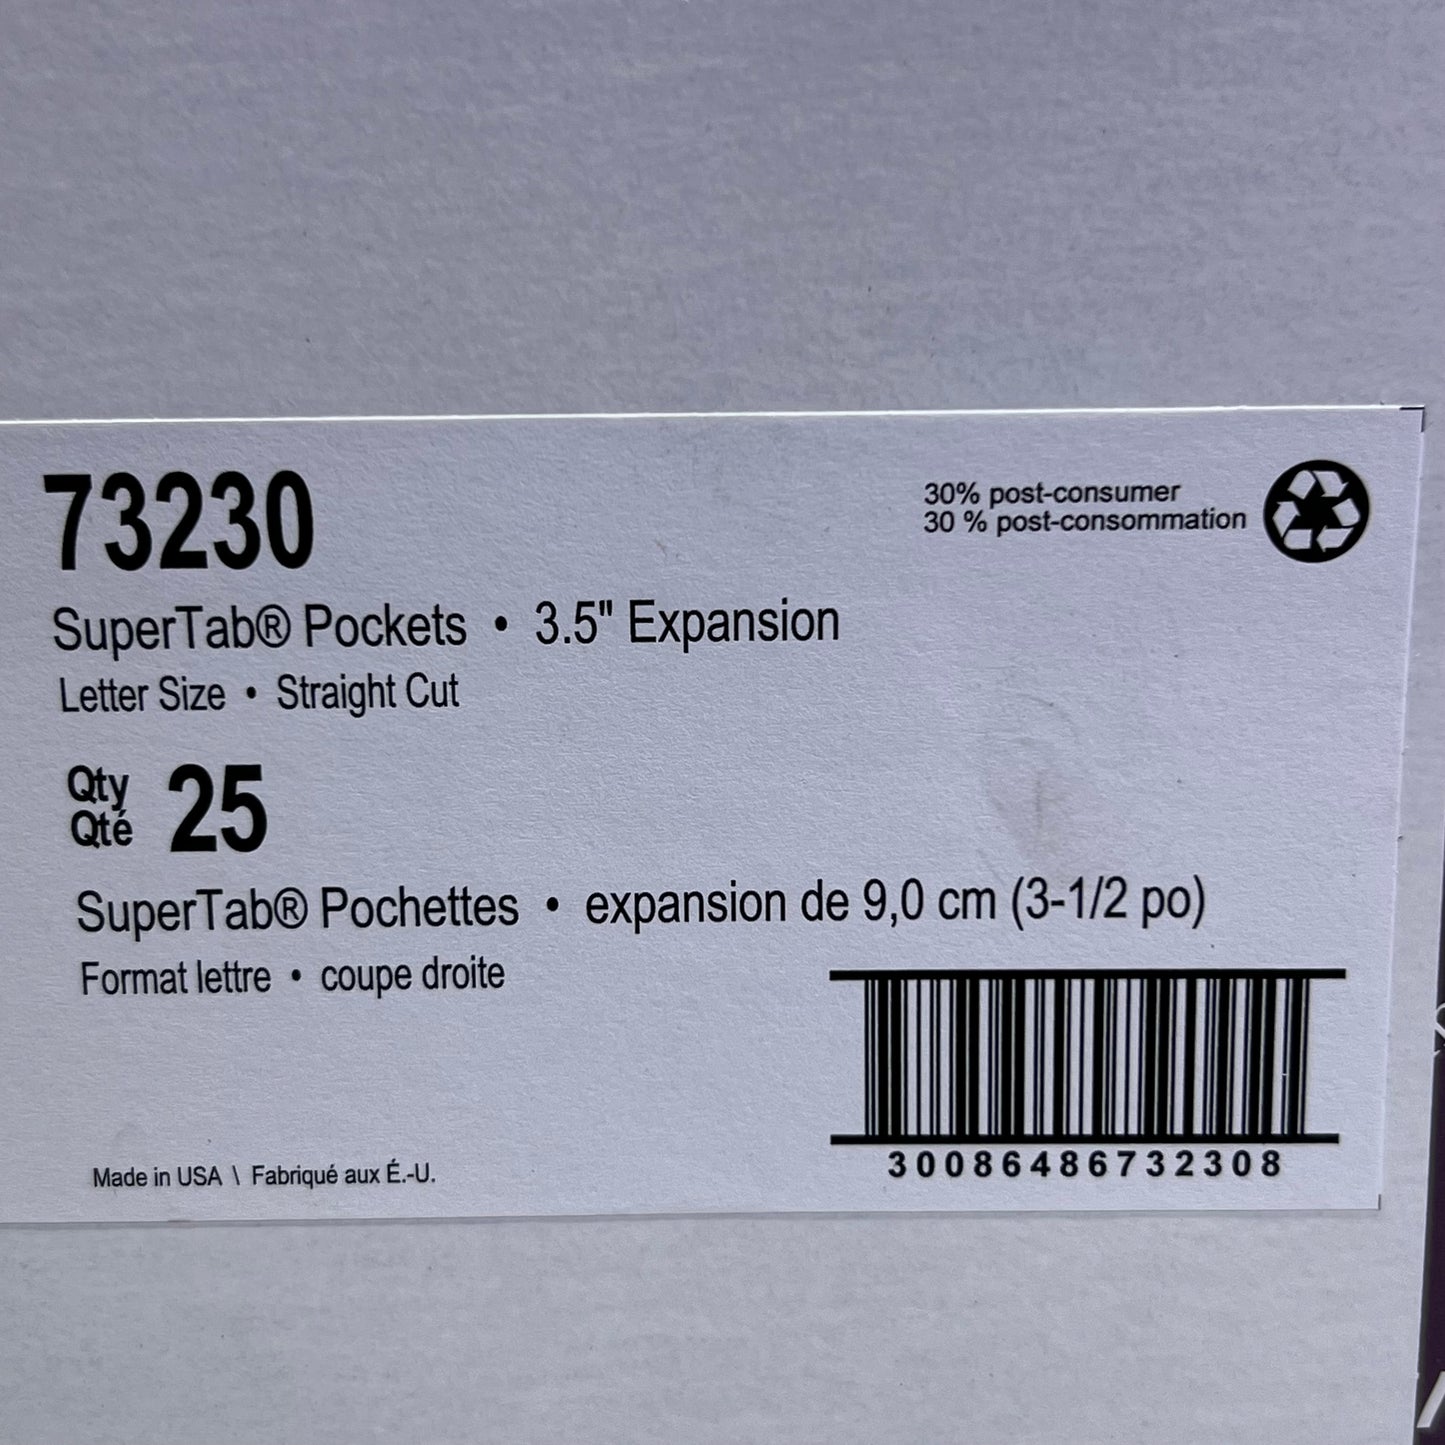 73230
30% post-consumer
30 % post-consommation
SuperTab® Pockets • 3.5" Expansion
Letter Size • Straight Cut
Qty
Qté 25
SuperTab® Pochettes • expansion de 9,0 cm (3-1/2 po)
Format lettre • coupe droite
30086486732308
Made in USA \ Fabriqué aux É.-U.